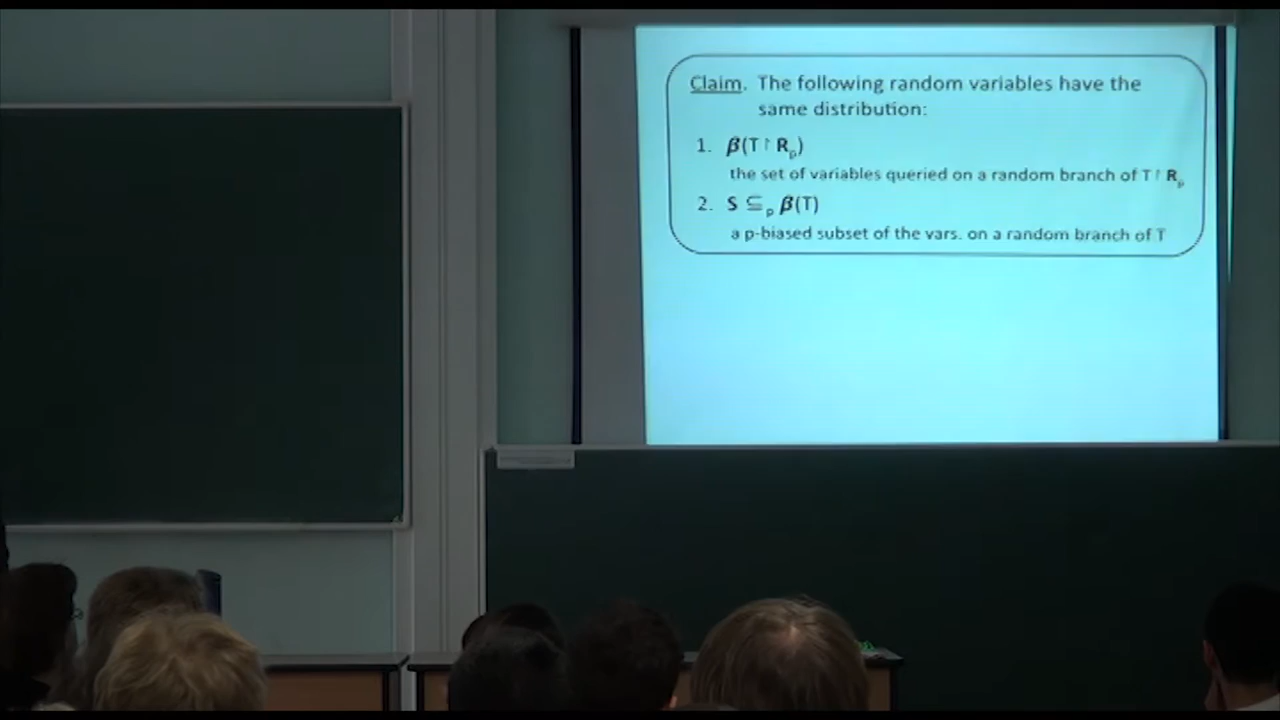 Claim. The following random variables have the
same distribution:
1. β(T ↾ Rₚ)
the set of variables queried on a random branch of T ↾ Rₚ
2. S ⊆ₚ β(T)
a p-biased subset of the vars. on a random branch of T